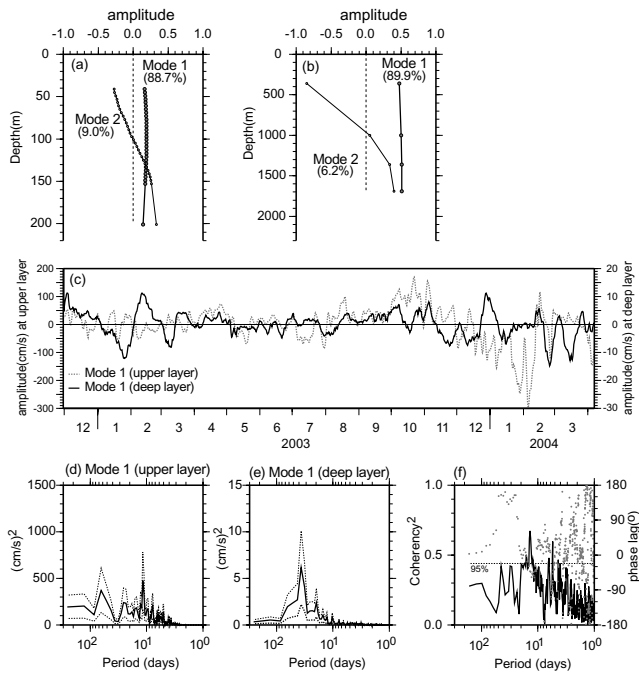 amplitude amplitude
-1.0 -0.5 0.0 0.5 1.0 -1.0 -0.5 0.0 0.5 1.0
(a) Mode 1
(88.7%)
Mode 2
(9.0%)
0
50
100
150
200
Depth(m)
(b) Mode 1
(89.9%)
Mode 2
(6.2%)
0
500
1000
1500
2000
Depth(m)
(c)
200
100
0
-100
-200
-300
amplitude(cm/s) at upper layer
20
10
0
-10
-20
-30
amplitude(cm/s) at deep layer
Mode 1 (upper layer)
Mode 1 (deep layer)
12 1 2 3 4 5 6 7 8 9 10 11 12 1 2 3
2003 2004
(d) Mode 1 (upper layer)
1500
1000
500
0
(cm/s)²
10² 10¹ 10⁰
Period (days)
(e) Mode 1 (deep layer)
15
10
5
0
(cm/s)²
10² 10¹ 10⁰
Period (days)
(f)
1.0
0.5
0.0
Coherency²
95%
180
90
0
-90
-180
phase lag(o)
10² 10¹ 10⁰
Period (days)